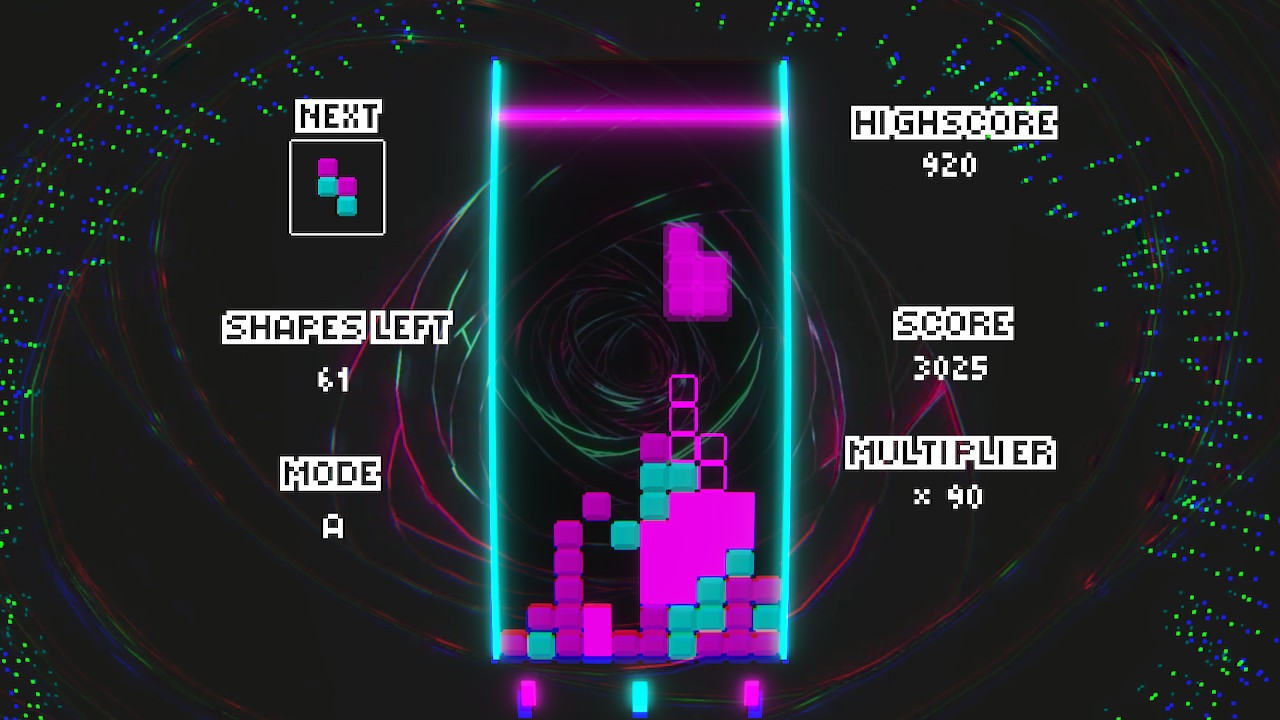 NEXT
SHAPES LEFT
61
MODE
A
HIGHSCORE
920
SCORE
3025
MULTIPLIER
× 90